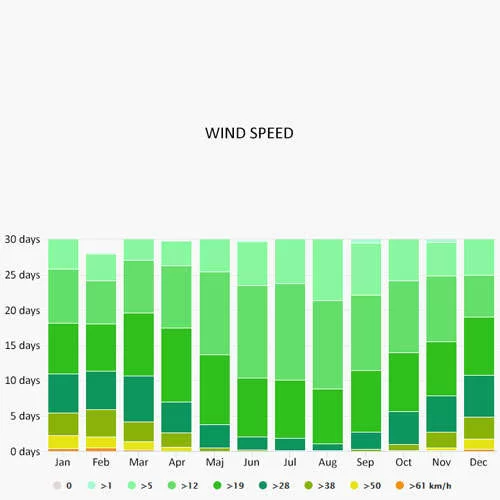 WIND SPEED
30 days
25 days
20 days
15 days
10 days
5 days
0 days
Jan Feb Mar Apr Maj Jun Jul Aug Sep Oct Nov Dec
0 >1 >5 >12 >19 >28 >38 >50 >61 km/h